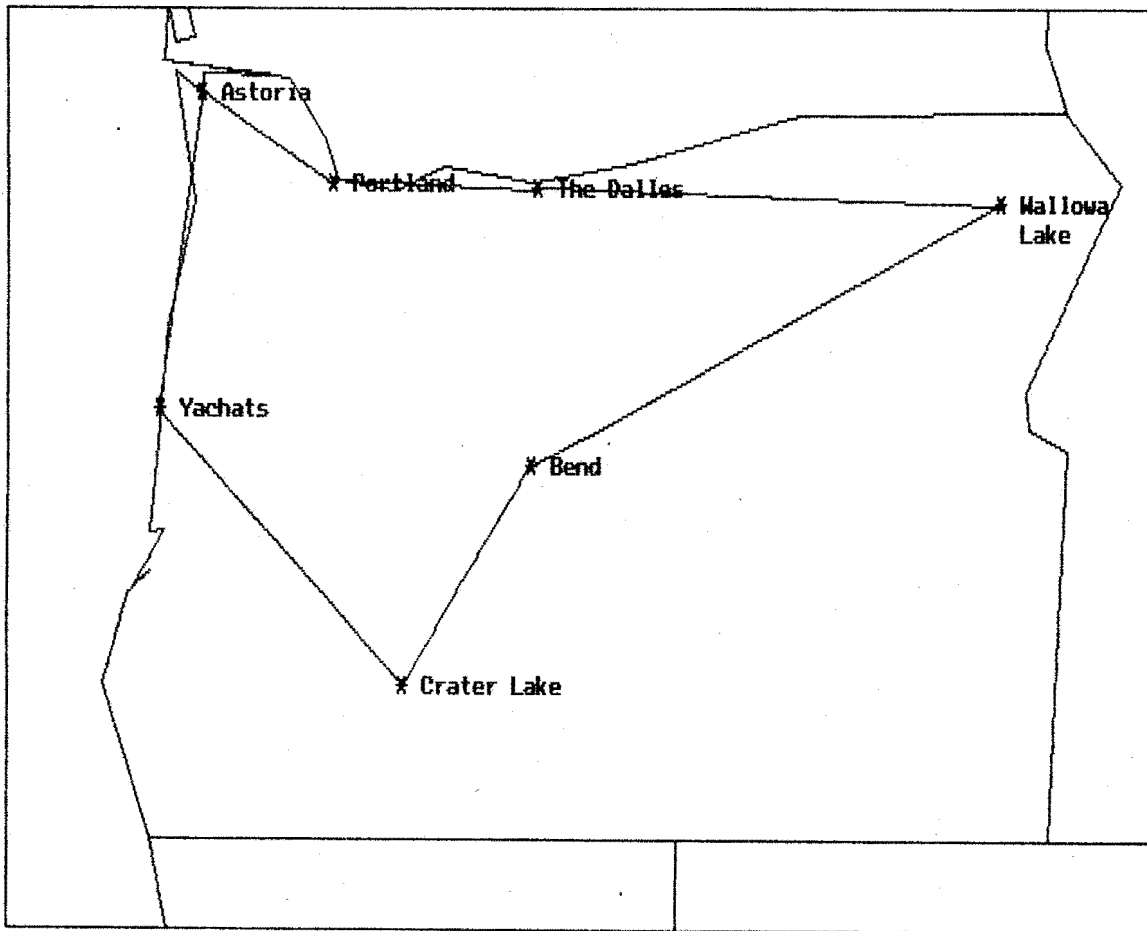 Astoria
Portland
The Dalles
Wallowa
Lake
Yachats
Bend
Crater Lake